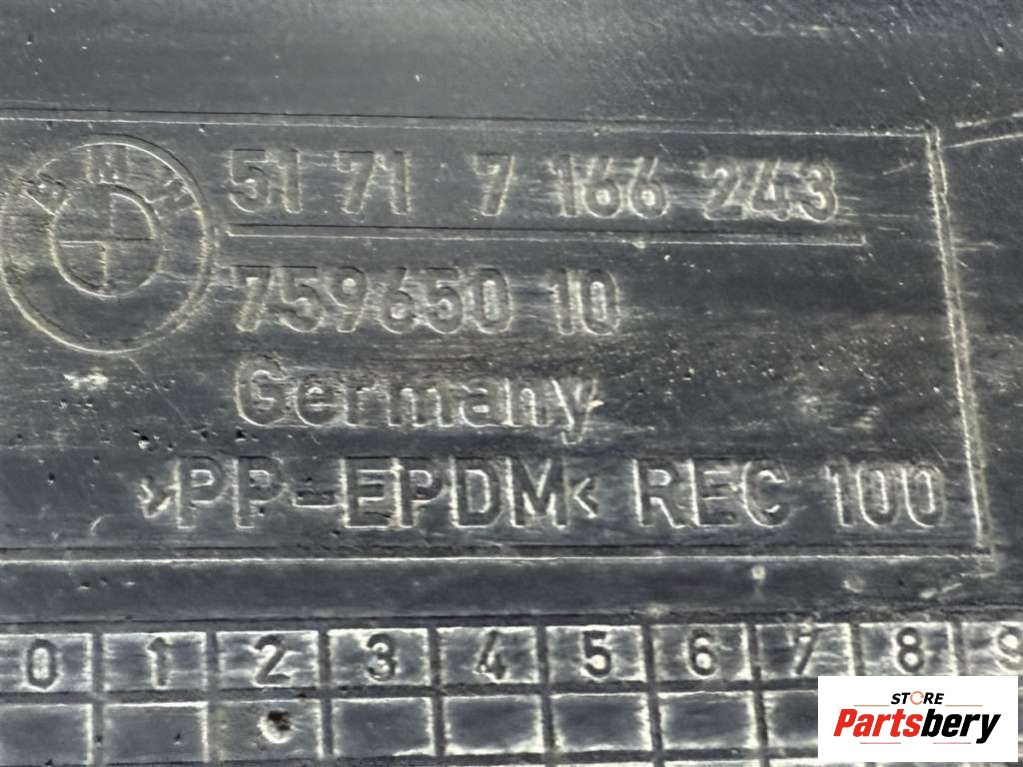 BMW
51 71 7 166 243
759650 10
Germany
>PP-EPDM< REC 100
0 1 2 3 4 5 6 7 8 9
STORE
Partsbery